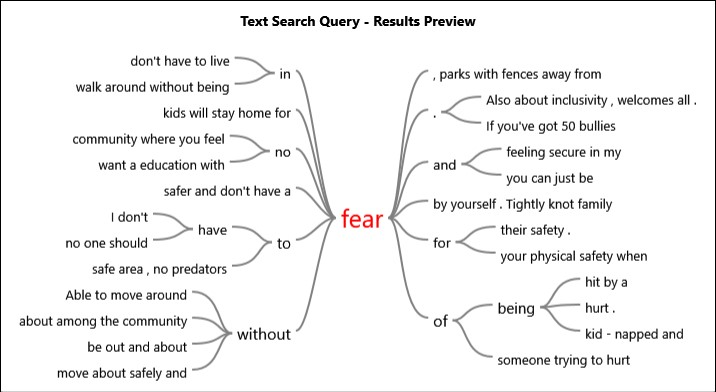 Text Search Query - Results Preview
don't have to live
walk around without being
in
kids will stay home for
community where you feel
want a education with
no
safer and don't have a
I don't
no one should
have
safe area , no predators
to
Able to move around
about among the community
be out and about
move about safely and
without
fear
, parks with fences away from
.
Also about inclusivity , welcomes all .
If you've got 50 bullies
and
feeling secure in my
you can just be
by yourself . Tightly knot family
for
their safety .
your physical safety when
of
being
hit by a
hurt .
kid - napped and
someone trying to hurt